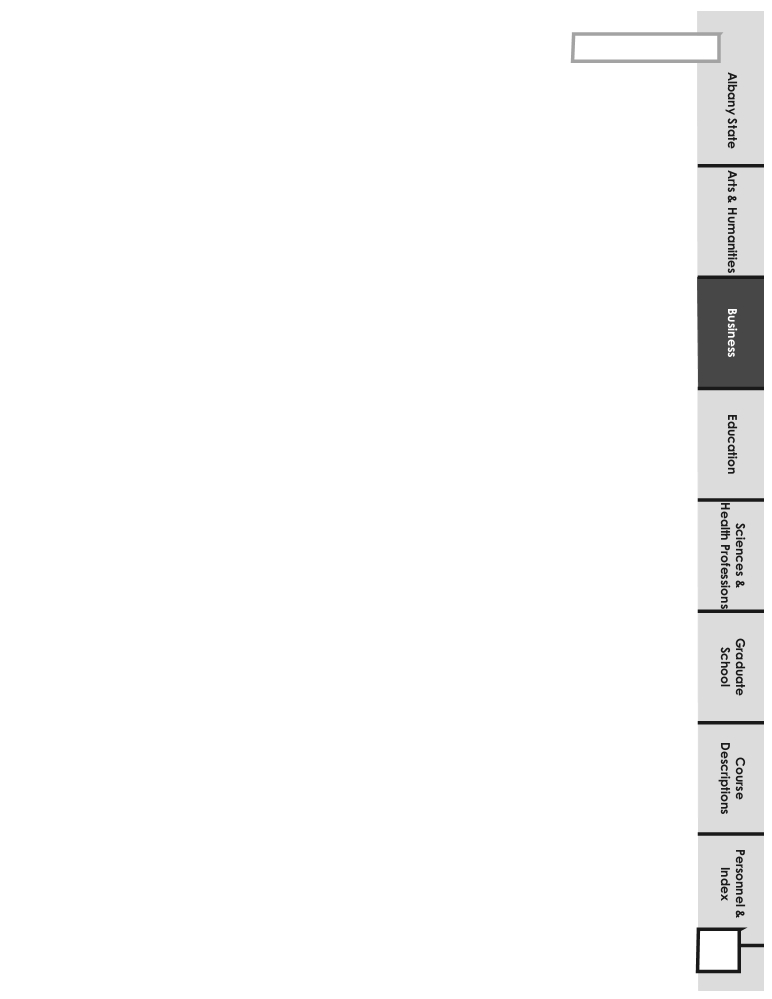 Albany State
Arts & Humanities
Business
Education
Sciences &
Health Professions
Graduate
School
Course
Descriptions
Personnel &
Index